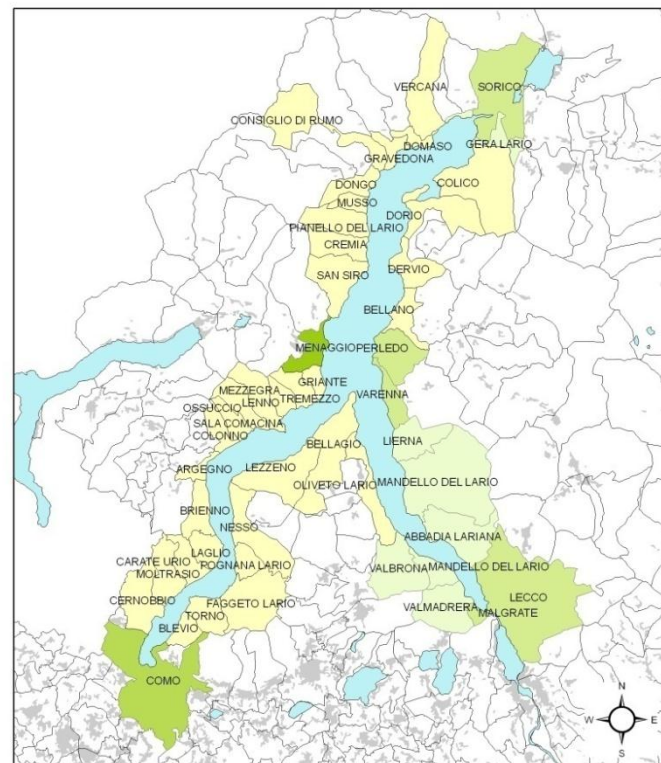 SORICO
VERCANA
CONSIGLIO DI RUMO
DOMASO
GERA LARIO
GRAVEDONA
COLICO
DONGO
MUSSO
DORIO
PIANELLO DEL LARIO
CREMIA
DERVIO
SAN SIRO
BELLANO
MENAGGIO
PERLEDO
GRIANTE
MEZZEGRA
VARENNA
TREMEZZO
LENNO
OSSUCCIO
SALA COMACINA
COLONNO
BELLAGIO
LIERNA
ARGEGNO
LEZZENO
MANDELLO DEL LARIO
OLIVETO LARIO
BRIENNO
NESSO
ABBADIA LARIANA
LAGLIO
CARATE URIO
POGNANA LARIO
VALBRONA
MANDELLO DEL LARIO
MOLTRASIO
CERNOBBIO
FAGGETO LARIO
LECCO
VALMADRERA
MALGRATE
TORNO
BLEVIO
COMO
N
W
E
S